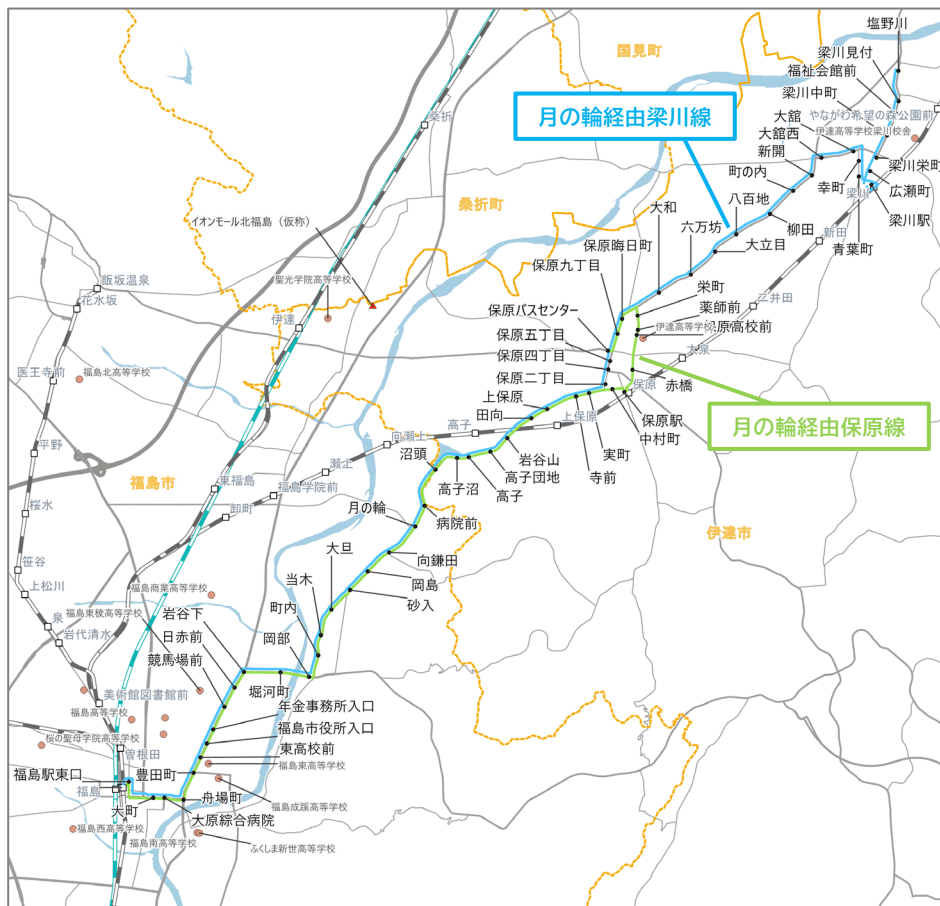 塩野川
国見町
梁川見付
福祉会館前
梁川中町
月の輪経由梁川線
大舘
やながわ希望の森公園前
桑折
大舘西
伊達高等学校梁川校舎
新開
町の内
梁川栄町
幸町
広瀬町
梁川
八百地
梁川駅
桑折町
大和
イオンモール北福島（仮称）
六万坊
柳田
新田
青葉町
保原晦日町
大立目
保原九丁目
飯坂温泉
聖光学院高等学校
栄町
二井田
花水坂
保原バスセンター
薬師前
伊達
保原五丁目
伊達高等学校
保原高校前
保原四丁目
大泉
医王寺前
福島北高等学校
保原二丁目
赤橋
保原
上保原
田向
上保原
保原駅
月の輪経由保原線
高子
中村町
向瀬上
実町
平野
沼頭
岩谷山
寺前
瀬上
高子団地
福島市
東福島
高子沼
高子
福島学院前
卸町
桜水
月の輪
病院前
伊達市
大旦
笹谷
向鎌田
当木
岡島
上松川
福島商業高等学校
町内
砂入
福島東稜高等学校
岩谷下
泉
日赤前
岡部
岩代清水
競馬場前
堀河町
美術館図書館前
年金事務所入口
福島高等学校
福島市役所入口
桜の聖母学院高等学校
東高校前
曽根田
福島東高等学校
福島駅東口
豊田町
福島
舟場町
福島成蹊高等学校
大町
大原綜合病院
福島西高等学校
福島南高等学校
ふくしま新世高等学校